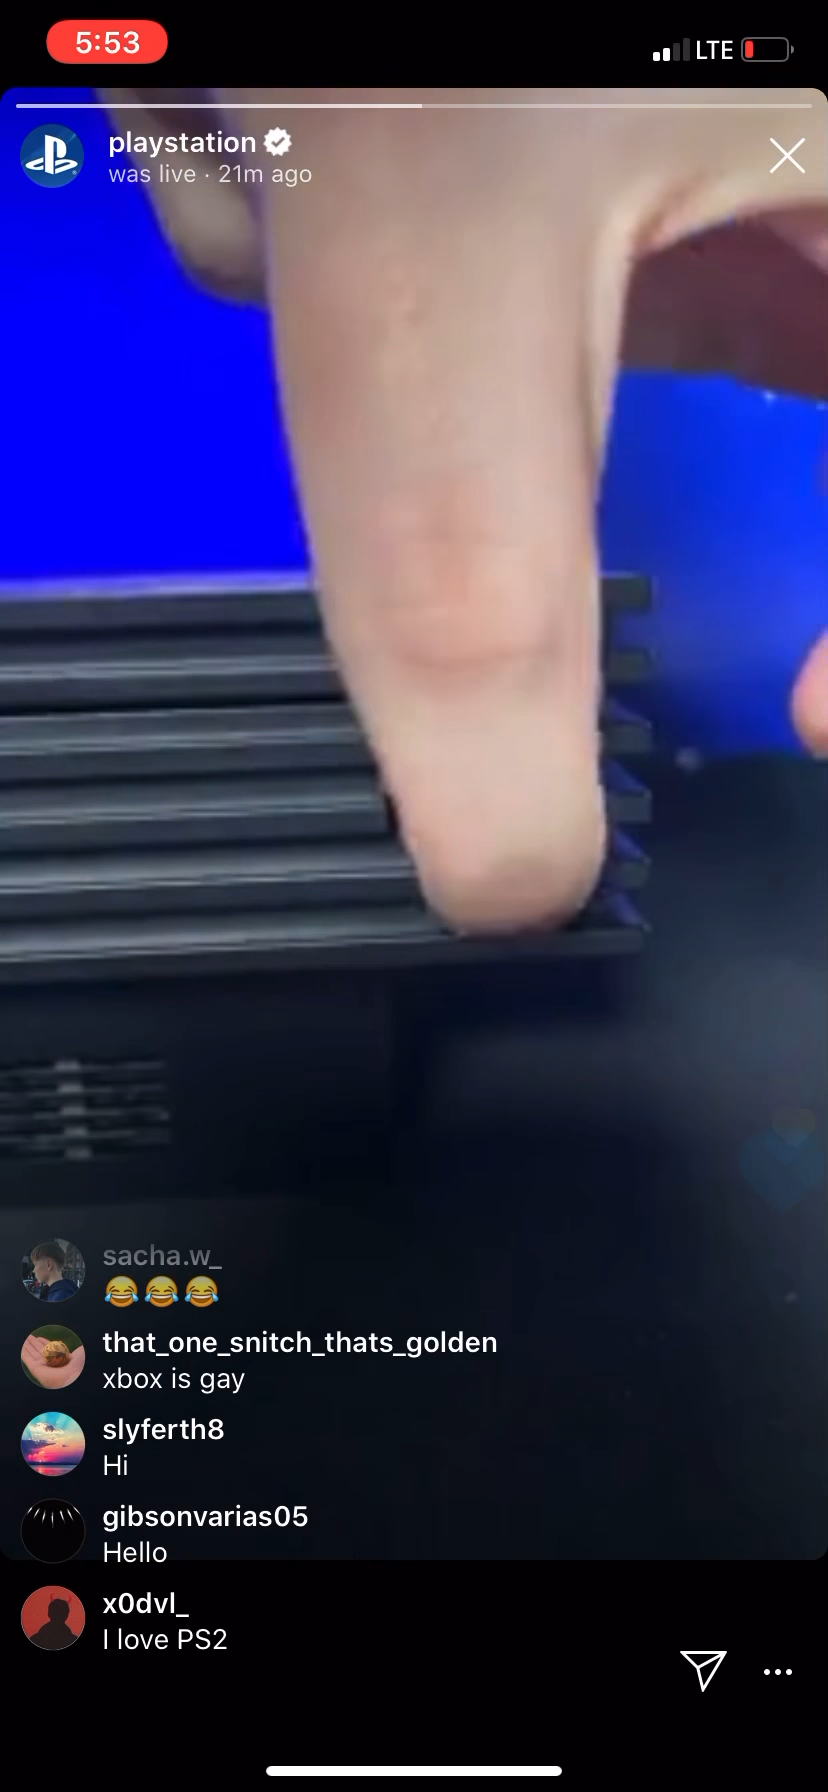 5:53
LTE
playstation
was live · 21m ago
sacha.w_
😂😂😂
that_one_snitch_thats_golden
xbox is gay
slyferth8
Hi
gibsonvarias05
Hello
x0dvl_
I love PS2